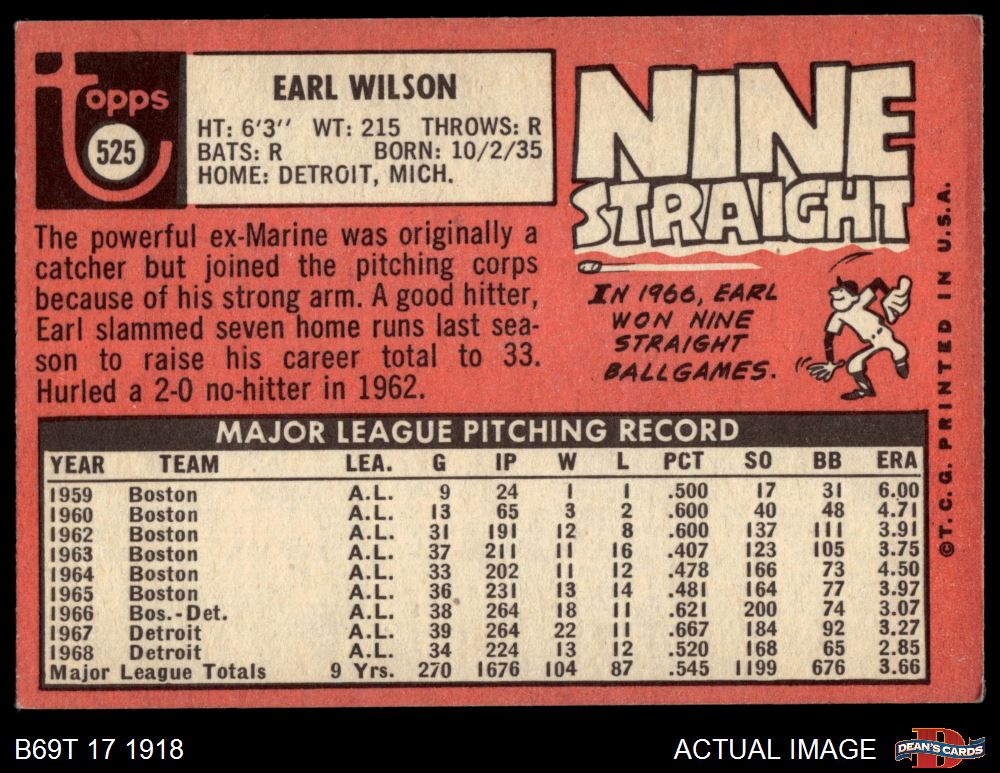 Topps
525
EARL WILSON
HT: 6'3'' WT: 215 THROWS: R
BATS: R BORN: 10/2/35
HOME: DETROIT, MICH.
The powerful ex-Marine was originally a
catcher but joined the pitching corps
because of his strong arm. A good hitter,
Earl slammed seven home runs last sea-
son to raise his career total to 33.
Hurled a 2-0 no-hitter in 1962.
NINE
STRAIGHT
IN 1966, EARL
WON NINE
STRAIGHT
BALLGAMES.
©T. C. G. PRINTED IN U.S.A.
MAJOR LEAGUE PITCHING RECORD
YEAR TEAM LEA. G IP W L PCT SO BB ERA
1959 Boston A.L. 9 24 1 1 .500 17 31 6.00
1960 Boston A.L. 13 65 3 2 .600 40 48 4.71
1962 Boston A.L. 31 191 12 8 .600 137 111 3.91
1963 Boston A.L. 37 211 11 16 .407 123 105 3.75
1964 Boston A.L. 33 202 11 12 .478 166 73 4.50
1965 Boston A.L. 36 231 13 14 .481 164 77 3.97
1966 Bos.-Det. A.L. 38 264 18 11 .621 200 74 3.07
1967 Detroit A.L. 39 264 22 11 .667 184 92 3.27
1968 Detroit A.L. 34 224 13 12 .520 168 65 2.85
Major League Totals 9 Yrs. 270 1676 104 87 .545 1199 676 3.66
B69T 17 1918
ACTUAL IMAGE
D
DEAN'S CARDS